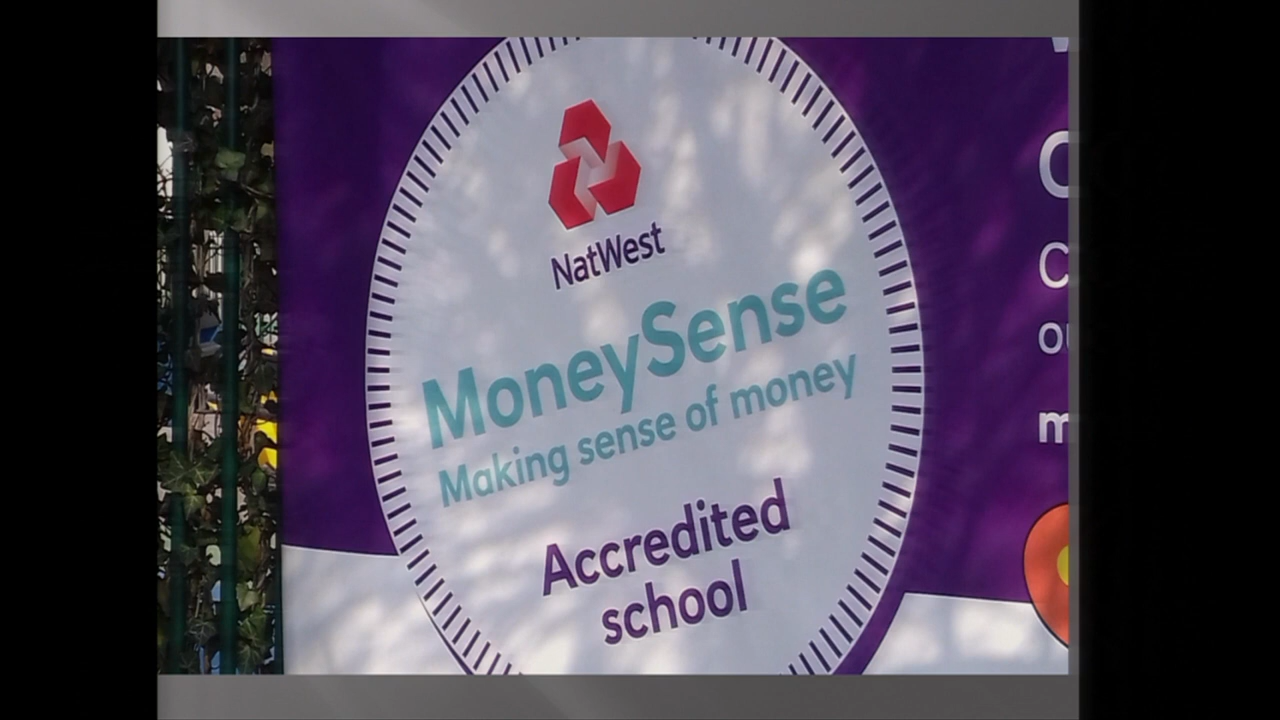 NatWest
MoneySense
Making sense of money
Accredited
school